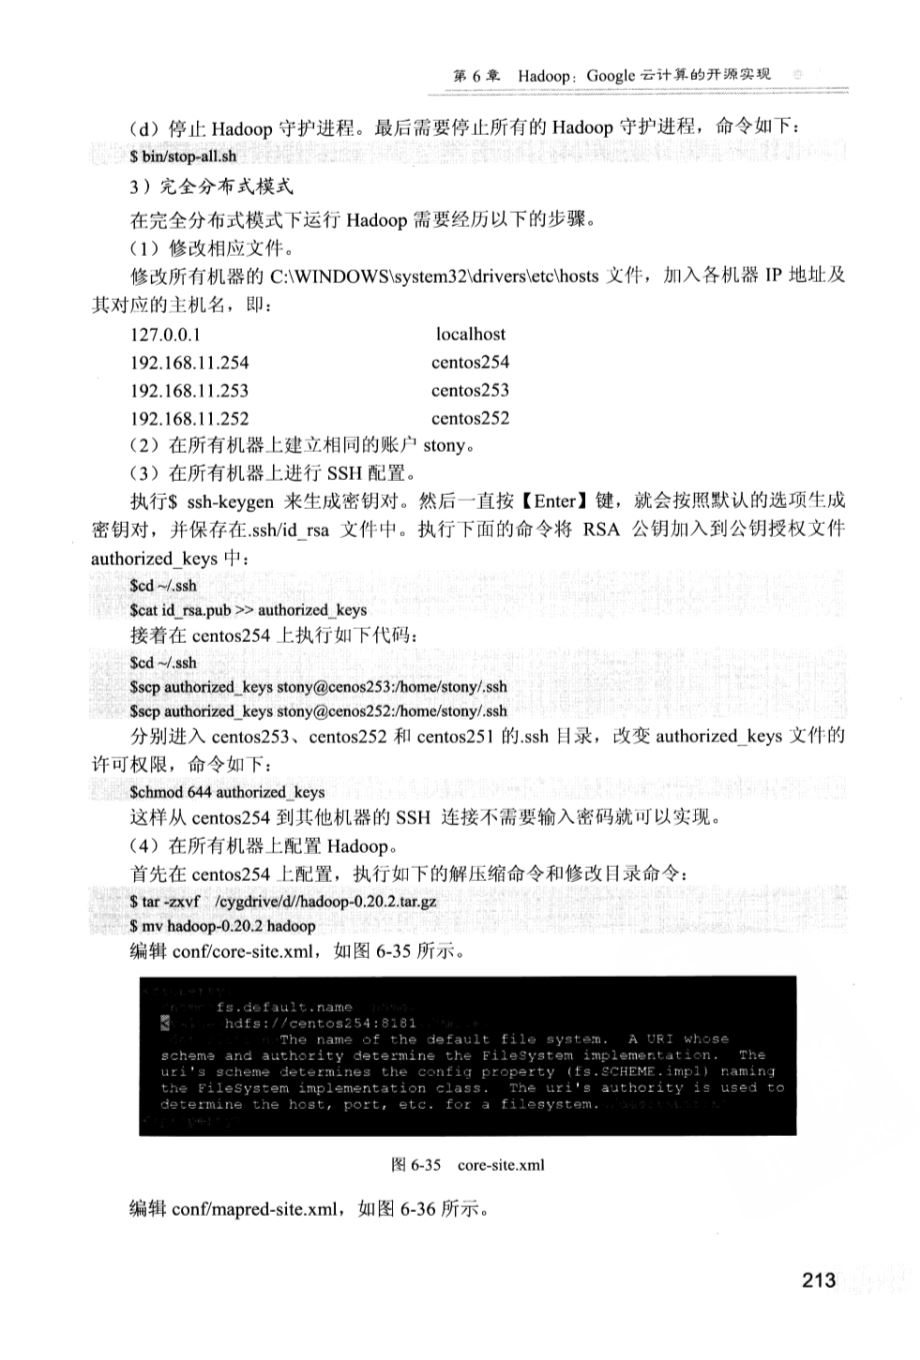 第 6 章 Hadoop：Google 云计算的开源实现
（d）停止 Hadoop 守护进程。最后需要停止所有的 Hadoop 守护进程，命令如下：
$ bin/stop-all.sh
3）完全分布式模式
在完全分布式模式下运行 Hadoop 需要经历以下的步骤。
（1）修改相应文件。
修改所有机器的 C:\WINDOWS\system32\drivers\etc\hosts 文件，加入各机器 IP 地址及
其对应的主机名，即：
127.0.0.1 localhost
192.168.11.254 centos254
192.168.11.253 centos253
192.168.11.252 centos252
（2）在所有机器上建立相同的账户 stony。
（3）在所有机器上进行 SSH 配置。
执行$ ssh-keygen 来生成密钥对。然后一直按【Enter】键，就会按照默认的选项生成
密钥对，并保存在.ssh/id_rsa 文件中。执行下面的命令将 RSA 公钥加入到公钥授权文件
authorized_keys 中：
$cd ~/.ssh
$cat id_rsa.pub >> authorized_keys
接着在 centos254 上执行如下代码：
$cd ~/.ssh
$scp authorized_keys stony@cenos253:/home/stony/.ssh
$scp authorized_keys stony@cenos252:/home/stony/.ssh
分别进入 centos253、centos252 和 centos251 的.ssh 目录，改变 authorized_keys 文件的
许可权限，命令如下：
$chmod 644 authorized_keys
这样从 centos254 到其他机器的 SSH 连接不需要输入密码就可以实现。
（4）在所有机器上配置 Hadoop。
首先在 centos254 上配置，执行如下的解压缩命令和修改目录命令：
$ tar -zxvf /cygdrive/d//hadoop-0.20.2.tar.gz
$ mv hadoop-0.20.2 hadoop
编辑 conf/core-site.xml，如图 6-35 所示。
fs.default.name
hdfs://centos254:8181
The name of the default file system. A URI whose
scheme and authority determine the FileSystem implementation. The
uri's scheme determines the config property (fs.SCHEME.impl) naming
the FileSystem implementation class. The uri's authority is used to
determine the host, port, etc. for a filesystem.
图 6-35 core-site.xml
编辑 conf/mapred-site.xml，如图 6-36 所示。
213